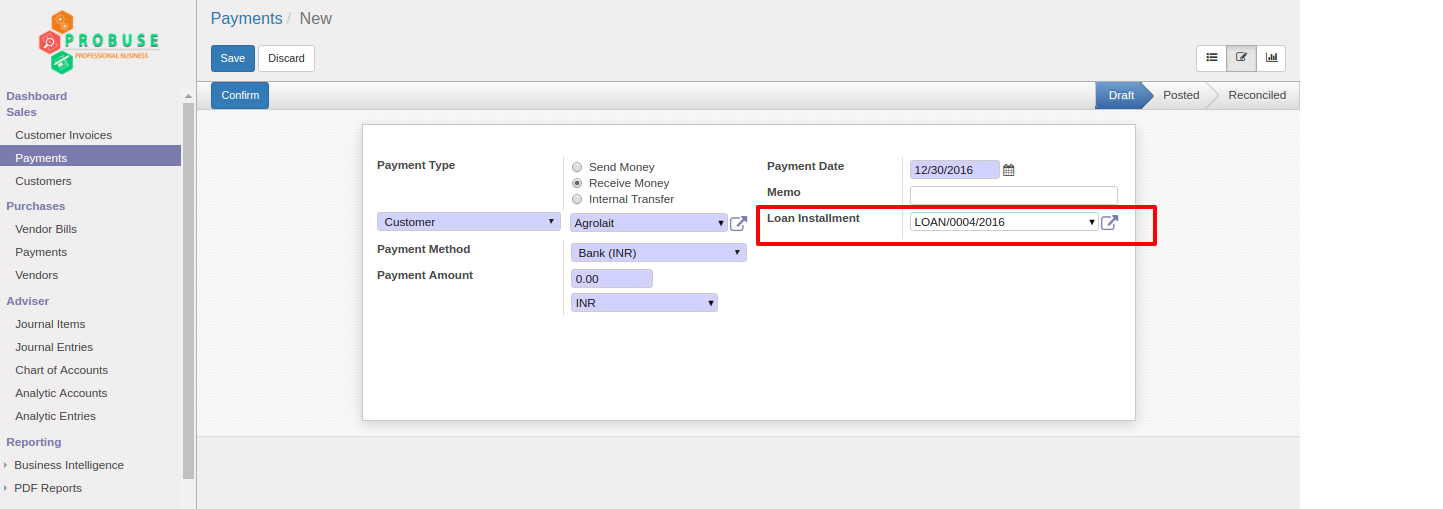 PROBUSE
PROFESSIONAL BUSINESS
Dashboard
Sales
Customer Invoices
Payments
Customers
Purchases
Vendor Bills
Payments
Vendors
Adviser
Journal Items
Journal Entries
Chart of Accounts
Analytic Accounts
Analytic Entries
Reporting
Business Intelligence
PDF Reports
Payments / New
Save Discard
Confirm
Draft Posted Reconciled
Payment Type
Send Money
Receive Money
Internal Transfer
Customer Agrolait
Payment Method Bank (INR)
Payment Amount 0.00
INR
Payment Date 12/30/2016
Memo
Loan Installment LOAN/0004/2016